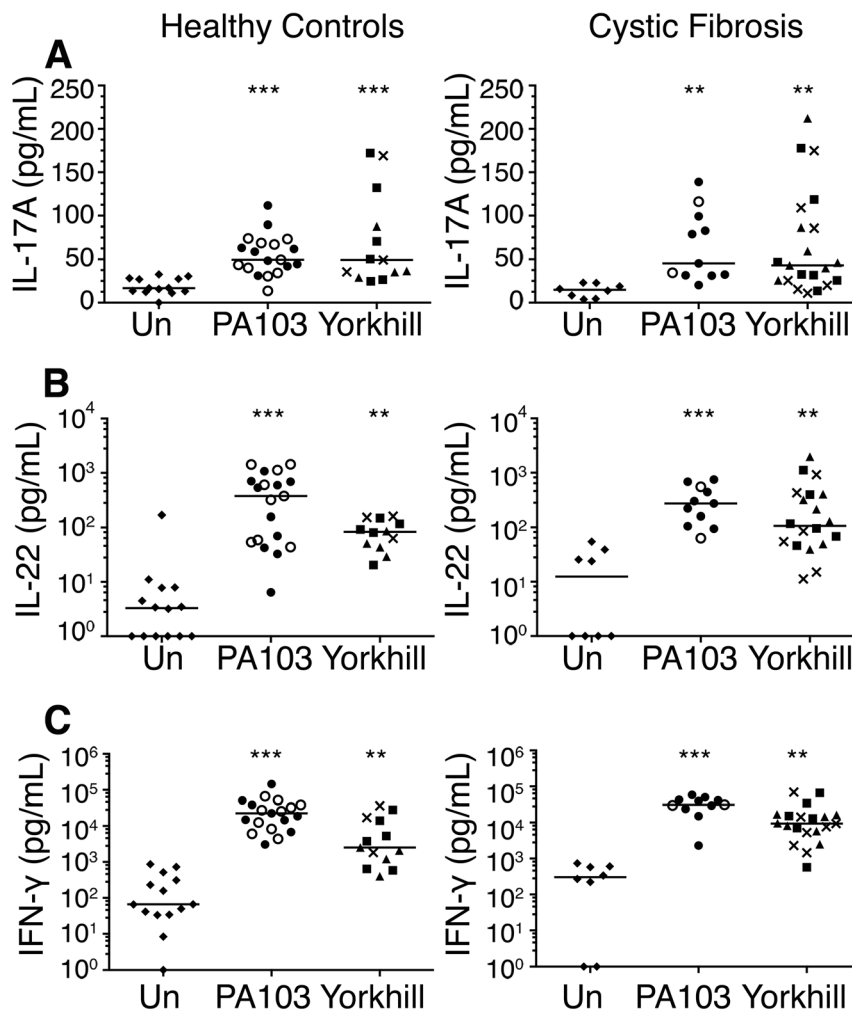 Healthy Controls Cystic Fibrosis
A
IL-17A (pg/mL) 250 200 150 100 50 0 *** *** Un PA103 Yorkhill
IL-17A (pg/mL) 250 200 150 100 50 0 ** ** Un PA103 Yorkhill
B
IL-22 (pg/mL) 10⁴ 10³ 10² 10¹ 10⁰ *** ** Un PA103 Yorkhill
IL-22 (pg/mL) 10⁴ 10³ 10² 10¹ 10⁰ *** ** Un PA103 Yorkhill
C
IFN-γ (pg/mL) 10⁶ 10⁵ 10⁴ 10³ 10² 10¹ 10⁰ *** ** Un PA103 Yorkhill
IFN-γ (pg/mL) 10⁶ 10⁵ 10⁴ 10³ 10² 10¹ 10⁰ *** ** Un PA103 Yorkhill